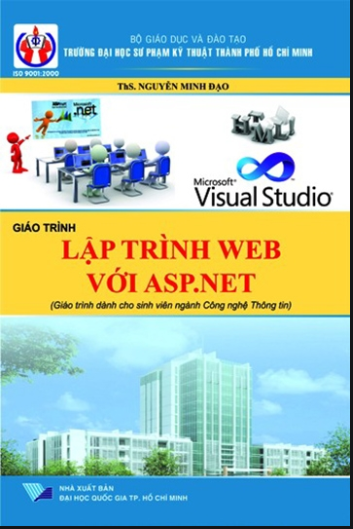 BỘ GIÁO DỤC VÀ ĐÀO TẠO
TRƯỜNG ĐẠI HỌC SƯ PHẠM KỸ THUẬT THÀNH PHỐ HỒ CHÍ MINH
ISO 9001:2000
ThS. NGUYỄN MINH ĐẠO
Microsoft
.net
HTML
Microsoft®
Visual Studio®
GIÁO TRÌNH
LẬP TRÌNH WEB
VỚI ASP.NET
(Giáo trình dành cho sinh viên ngành Công nghệ Thông tin)
NHÀ XUẤT BẢN
ĐẠI HỌC QUỐC GIA TP. HỒ CHÍ MINH